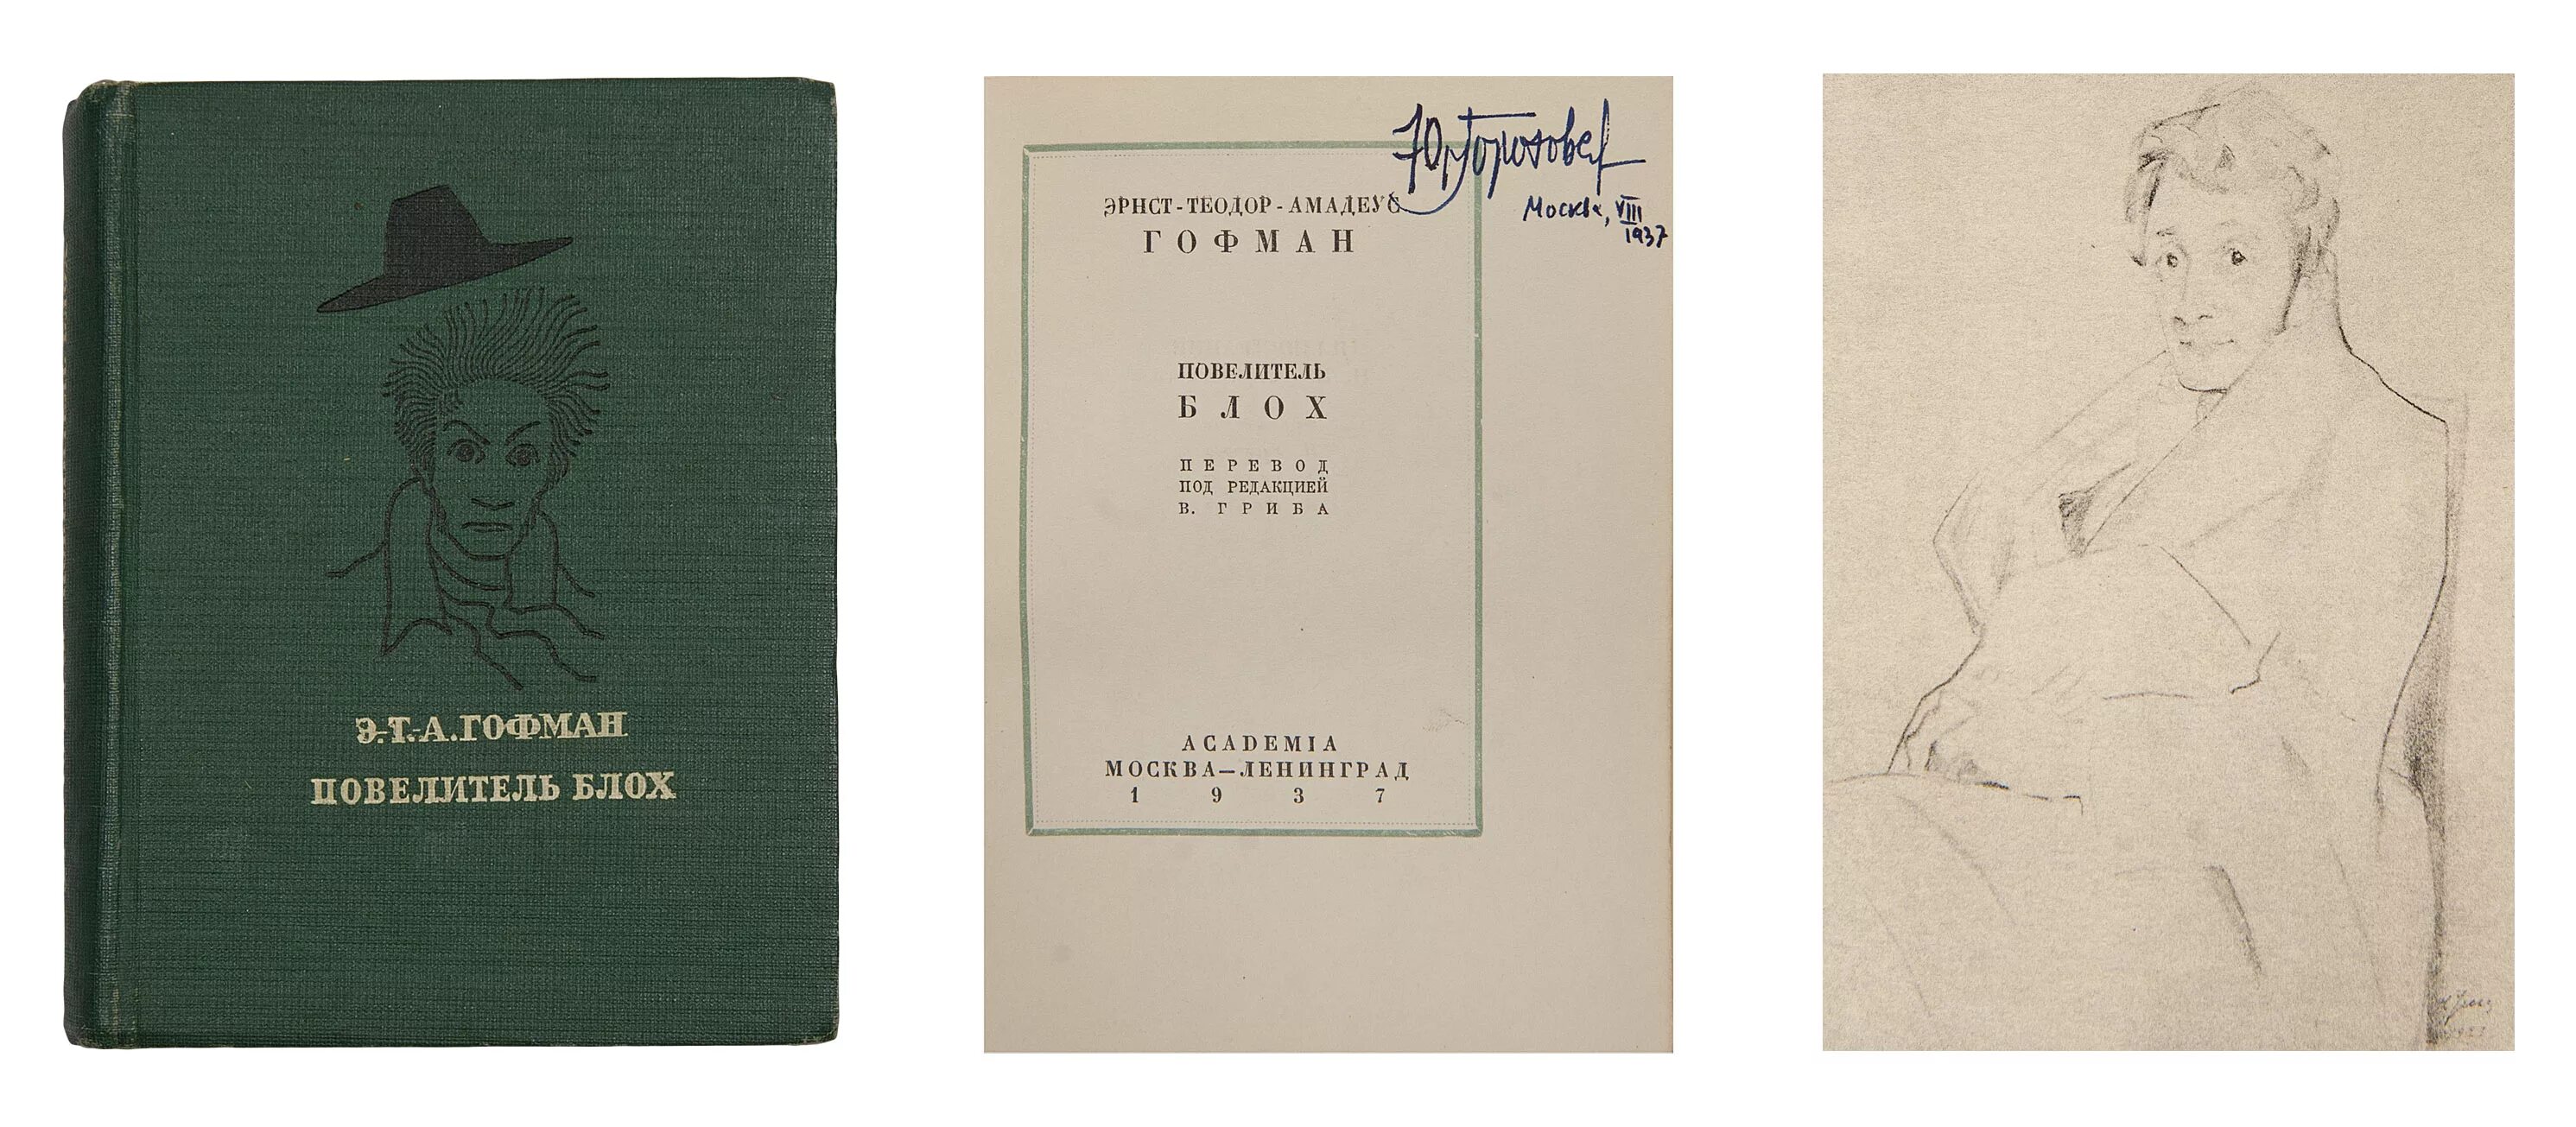 Э.Т.А.ГОФМАН
ПОВЕЛИТЕЛЬ БЛОХ
Москва, VIII
1937
ЭРНСТ-ТЕОДОР-АМАДЕУС
ГОФМАН
ПОВЕЛИТЕЛЬ
БЛОХ
ПЕРЕВОД
ПОД РЕДАКЦИЕЙ
В. ГРИБА
ACADEMIA
МОСКВА—ЛЕНИНГРАД
1937